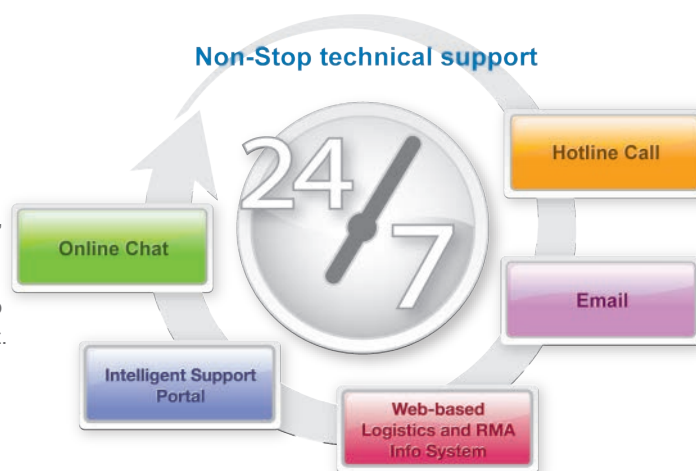 Non-Stop technical support
24
7
Hotline Call
Online Chat
Email
Intelligent Support
Portal
Web-based
Logistics and RMA
Info System